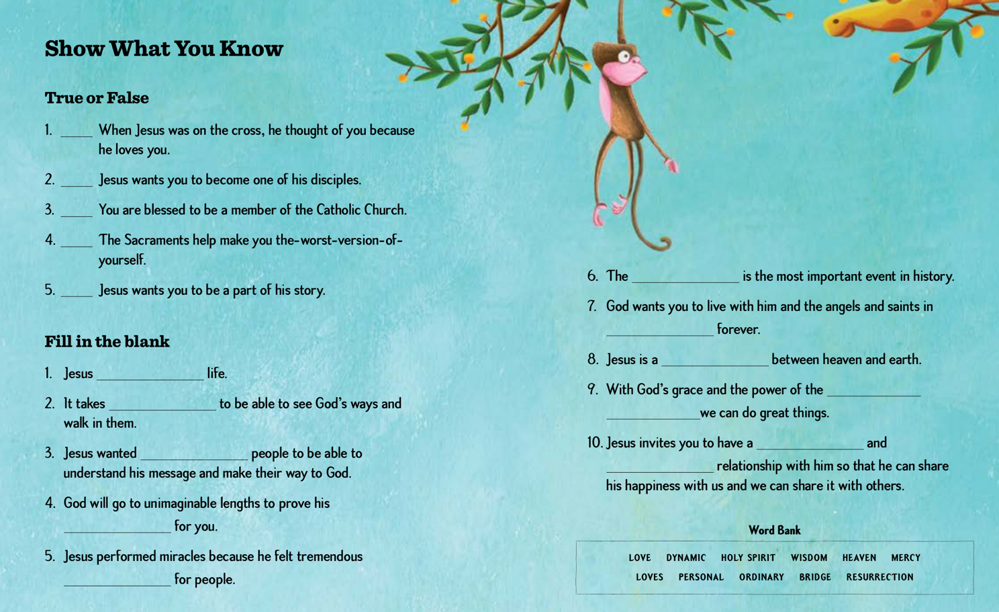 Show What You Know
True or False
1. _____ When Jesus was on the cross, he thought of you because
he loves you.
2. _____ Jesus wants you to become one of his disciples.
3. _____ You are blessed to be a member of the Catholic Church.
4. _____ The Sacraments help make you the-worst-version-of-
yourself.
5. _____ Jesus wants you to be a part of his story.
Fill in the blank
1. Jesus _______________ life.
2. It takes _______________ to be able to see God's ways and
walk in them.
3. Jesus wanted _______________ people to be able to
understand his message and make their way to God.
4. God will go to unimaginable lengths to prove his
_______________ for you.
5. Jesus performed miracles because he felt tremendous
_______________ for people.
6. The _______________ is the most important event in history.
7. God wants you to live with him and the angels and saints in
_______________ forever.
8. Jesus is a _______________ between heaven and earth.
9. With God's grace and the power of the _____________
_____________we can do great things.
10. Jesus invites you to have a _______________ and
_______________ relationship with him so that he can share
his happiness with us and we can share it with others.
Word Bank
LOVE DYNAMIC HOLY SPIRIT WISDOM HEAVEN MERCY
LOVES PERSONAL ORDINARY BRIDGE RESURRECTION